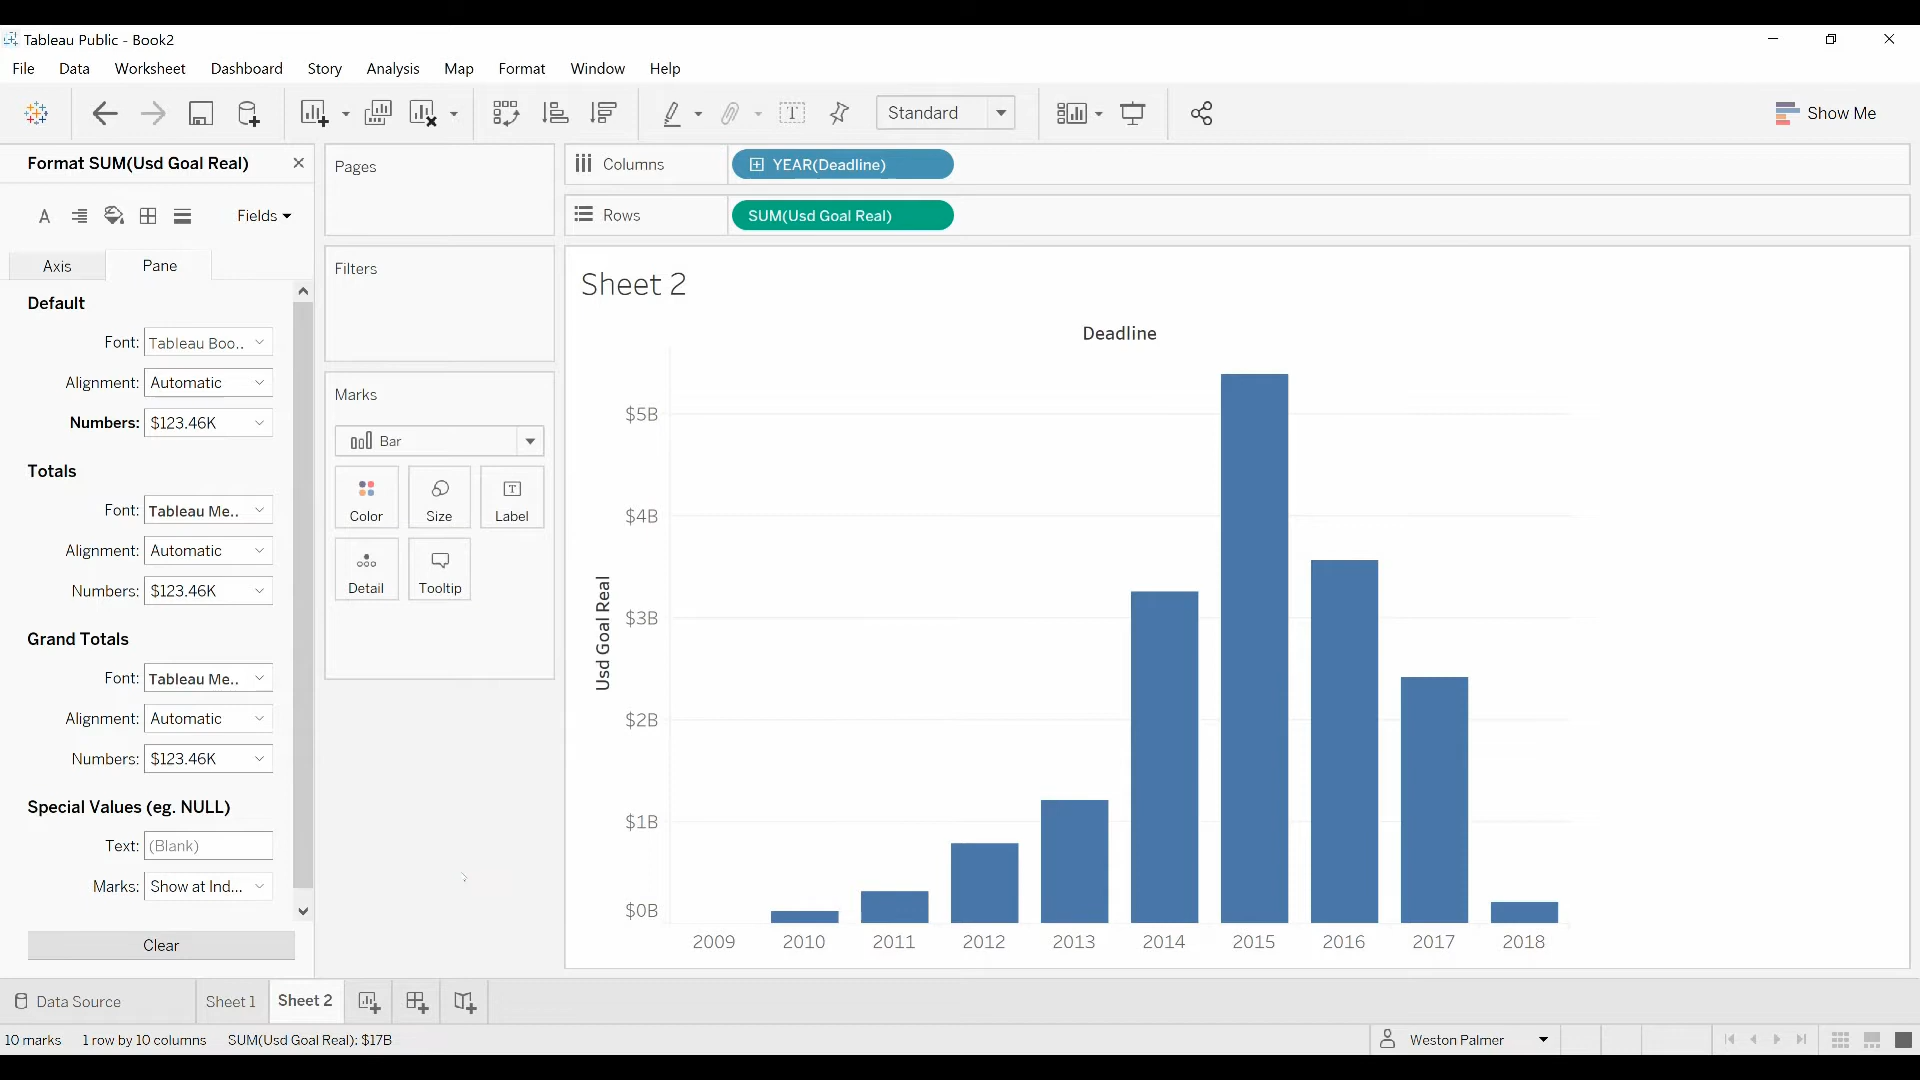 Tableau Public - Book2
File Data Worksheet Dashboard Story Analysis Map Format Window Help
Standard
Show Me
Format SUM(Usd Goal Real)
Fields
Axis Pane
Default
Font: Tableau Boo..
Alignment: Automatic
Numbers: $123.46K
Totals
Font: Tableau Me..
Alignment: Automatic
Numbers: $123.46K
Grand Totals
Font: Tableau Me..
Alignment: Automatic
Numbers: $123.46K
Special Values (eg. NULL)
Text: (Blank)
Marks: Show at Ind...
Clear
Pages
Filters
Marks
Bar
Color Size Label
Detail Tooltip
Columns YEAR(Deadline)
Rows SUM(Usd Goal Real)
Sheet 2
Deadline
Usd Goal Real
$5B
$4B
$3B
$2B
$1B
$0B
2009 2010 2011 2012 2013 2014 2015 2016 2017 2018
Data Source Sheet 1 Sheet 2
10 marks 1 row by 10 columns SUM(Usd Goal Real): $17B
Weston Palmer